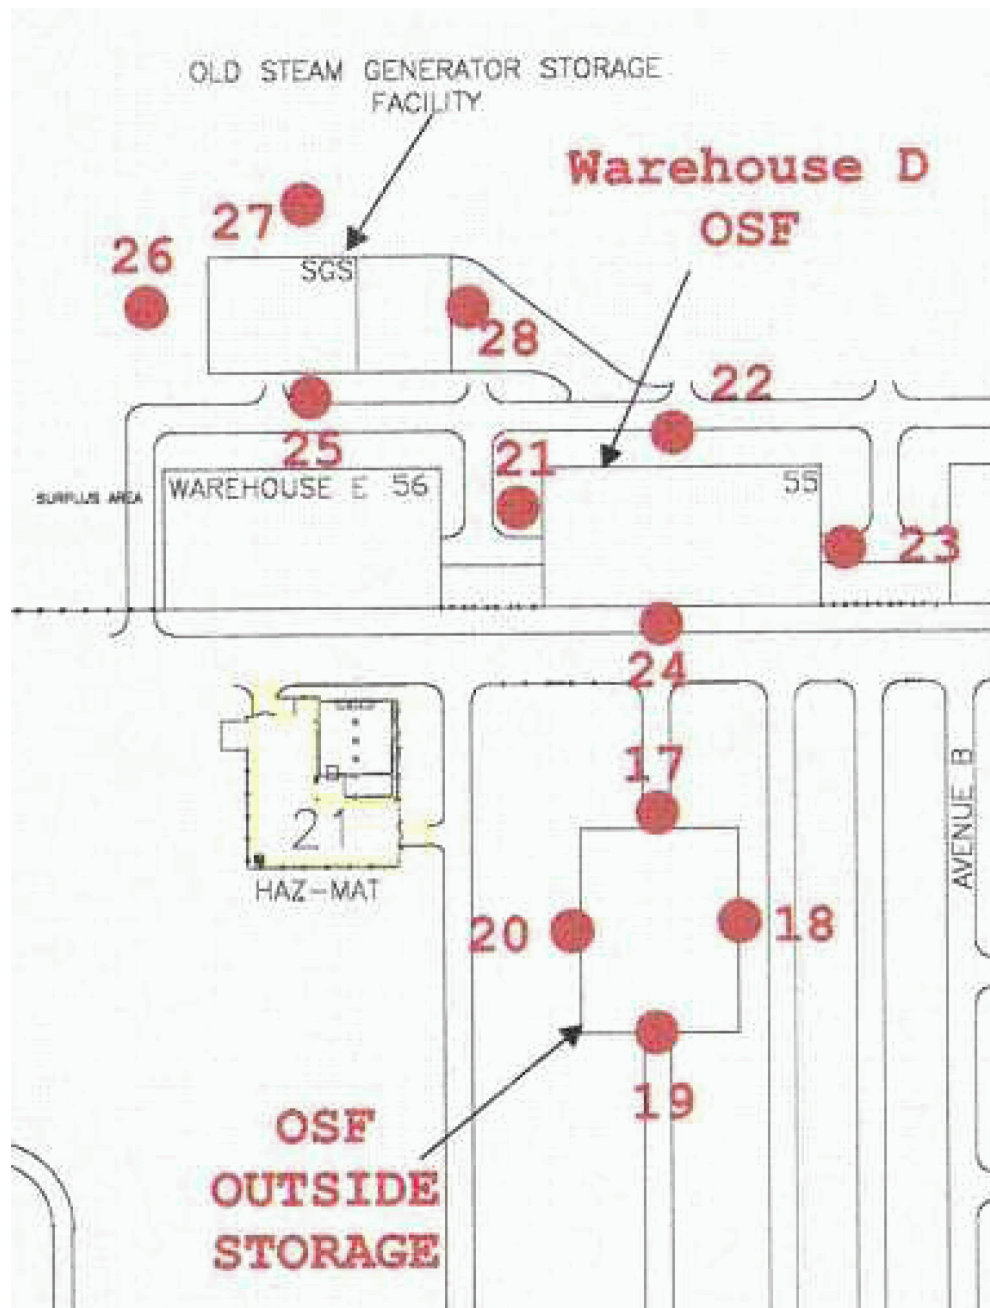 OLD STEAM GENERATOR STORAGE
FACILITY
Warehouse D
OSF
27
26
SGS
28
22
25
21
SURPLUS AREA
WAREHOUSE E 56
55
23
24
17
21
HAZ-MAT
AVENUE B
20
18
19
OSF
OUTSIDE
STORAGE